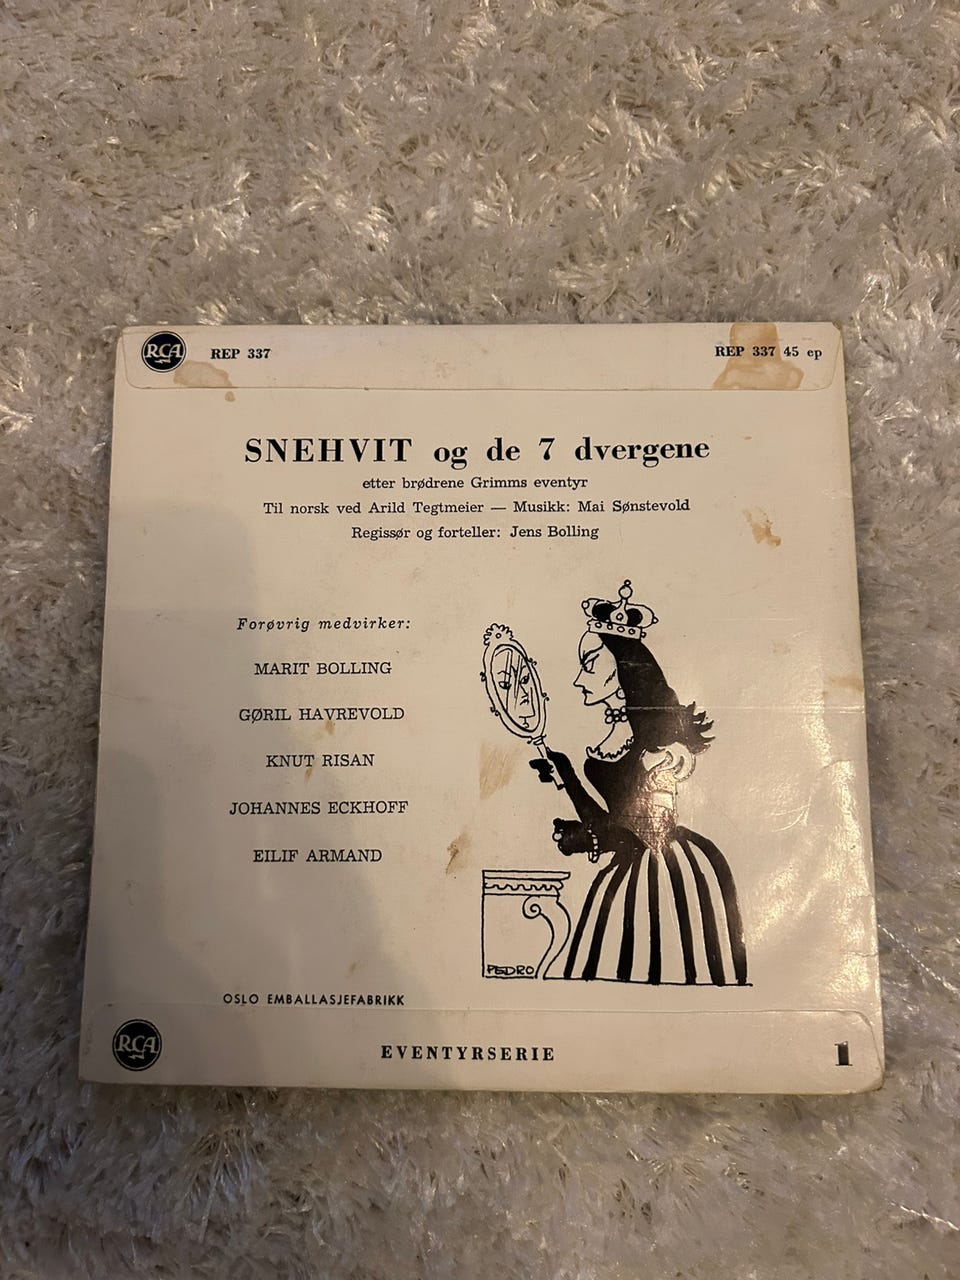 RCA REP 337 REP 337 45 ep
SNEHVIT og de 7 dvergene
etter brødrene Grimms eventyr
Til norsk ved Arild Tegtmeier — Musikk: Mai Sønstevold
Regissør og forteller: Jens Bolling
Forøvrig medvirker:
MARIT BOLLING
GØRIL HAVREVOLD
KNUT RISAN
JOHANNES ECKHOFF
EILIF ARMAND
PEDRO
OSLO EMBALLASJEFABRIKK
RCA EVENTYRSERIE 1